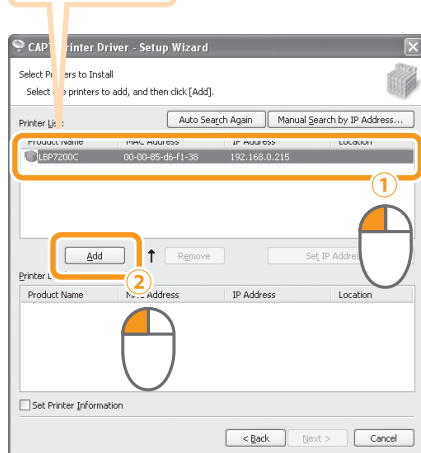 CAPT Printer Driver - Setup Wizard
Select Printers to Install
Select the printers to add, and then click [Add].
Printer List: Auto Search Again Manual Search by IP Address...
Product Name MAC Address IP Address Location
LBP7200C 00-00-85-d6-f1-38 192.168.0.215
①
Add Remove Set IP Address
②
Printer L
Product Name MAC Address IP Address Location
Set Printer Information
< Back Next > Cancel